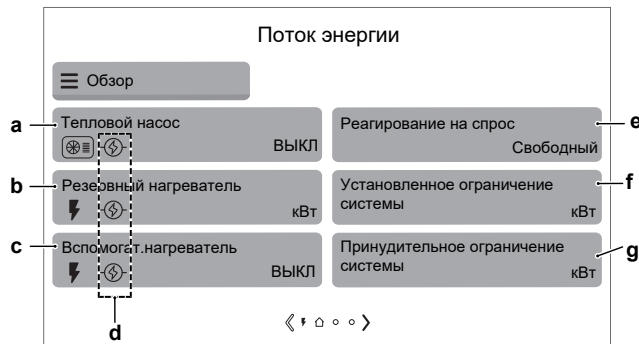 Поток энергии
Обзор
a
Тепловой насос
ВЫКЛ
Реагирование на спрос
Свободный
e
b
Резервный нагреватель
кВт
Установленное ограничение
системы
кВт
f
c
Вспомогат.нагреватель
ВЫКЛ
Принудительное ограничение
системы
кВт
g
d